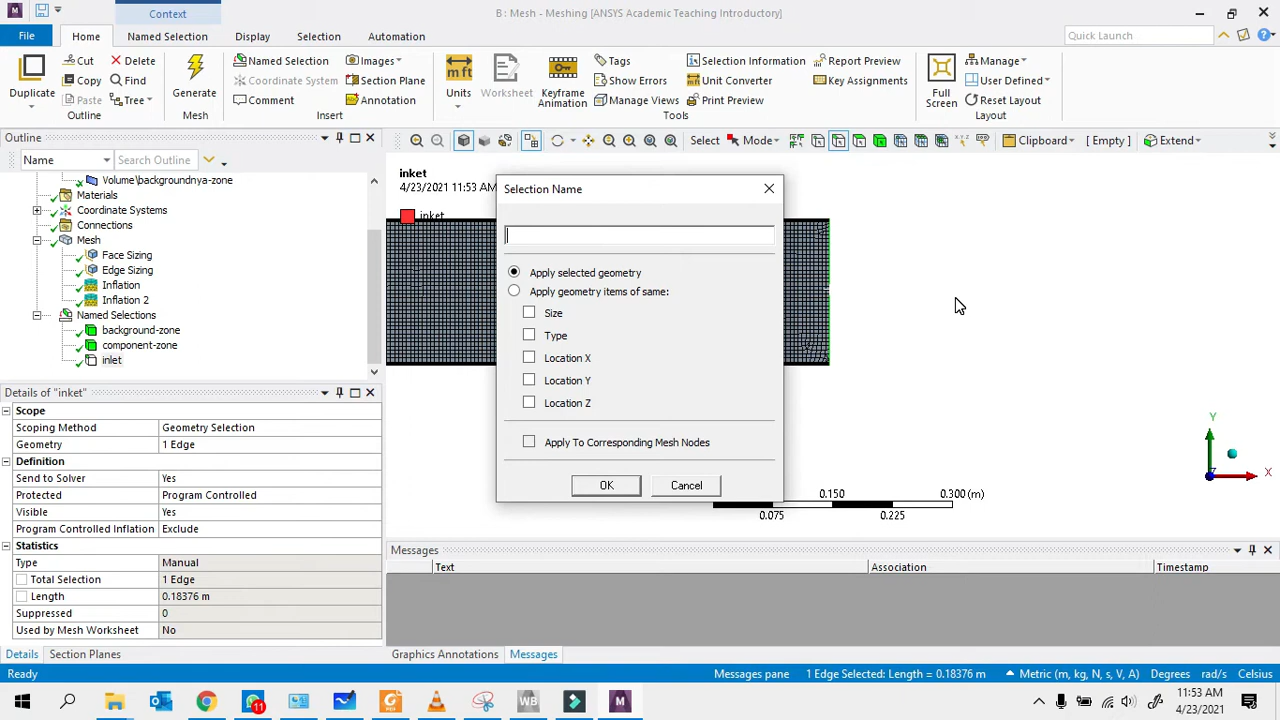 Context
B : Mesh - Meshing [ANSYS Academic Teaching Introductory]
File
Home
Named Selection
Display
Selection
Automation
Quick Launch
Duplicate
Cut
Delete
Copy
Find
Paste
Tree
Outline
Generate
Mesh
Named Selection
Coordinate System
Comment
Images
Section Plane
Annotation
Insert
mft
Units
Worksheet
Keyframe Animation
Tags
Show Errors
Manage Views
Selection Information
Unit Converter
Print Preview
Report Preview
Key Assignments
Tools
Full Screen
Manage
User Defined
Reset Layout
Layout
Outline
Select
Mode
Clipboard
[ Empty ]
Extend
Name
Search Outline
Volume\backgroundnya-zone
Materials
Coordinate Systems
Connections
Mesh
Face Sizing
Edge Sizing
Inflation
Inflation 2
Named Selections
background-zone
component-zone
inlet
inket
4/23/2021 11:53 AM
inket
Selection Name
Apply selected geometry
Apply geometry items of same:
Size
Type
Location X
Location Y
Location Z
Apply To Corresponding Mesh Nodes
OK
Cancel
Y
X
0.150
0.300 (m)
0.075
0.225
Details of "inket"
Scope
Scoping Method
Geometry Selection
Geometry
1 Edge
Definition
Send to Solver
Yes
Protected
Program Controlled
Visible
Yes
Program Controlled Inflation
Exclude
Statistics
Type
Manual
Total Selection
1 Edge
Length
0.18376 m
Suppressed
0
Used by Mesh Worksheet
No
Messages
Text
Association
Timestamp
Details
Section Planes
Graphics Annotations
Messages
Ready
Messages pane
1 Edge Selected: Length = 0.18376 m
Metric (m, kg, N, s, V, A)
Degrees
rad/s
Celsius
11
WB
M
11:53 AM
4/23/2021